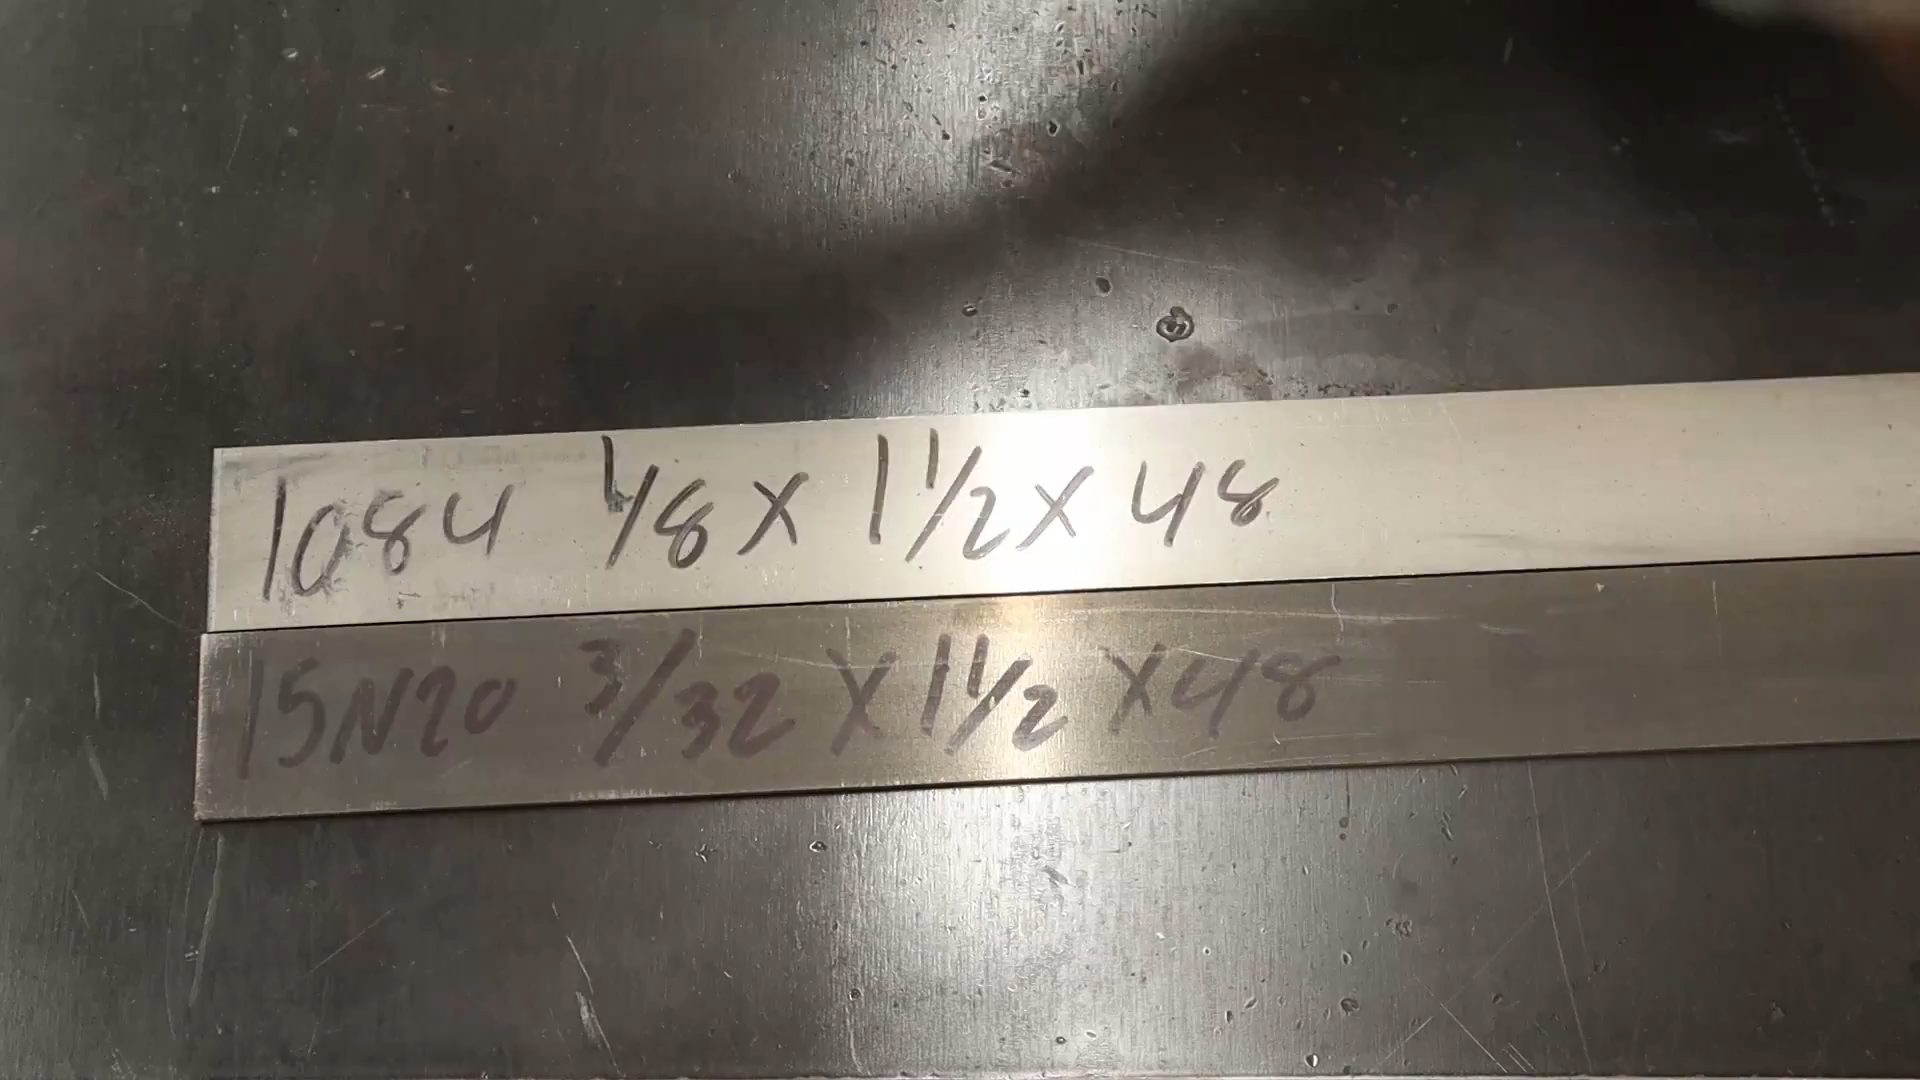 1084 1/8 X 1 1/2 X 48
15N20 3/32 X 1 1/2 X 48